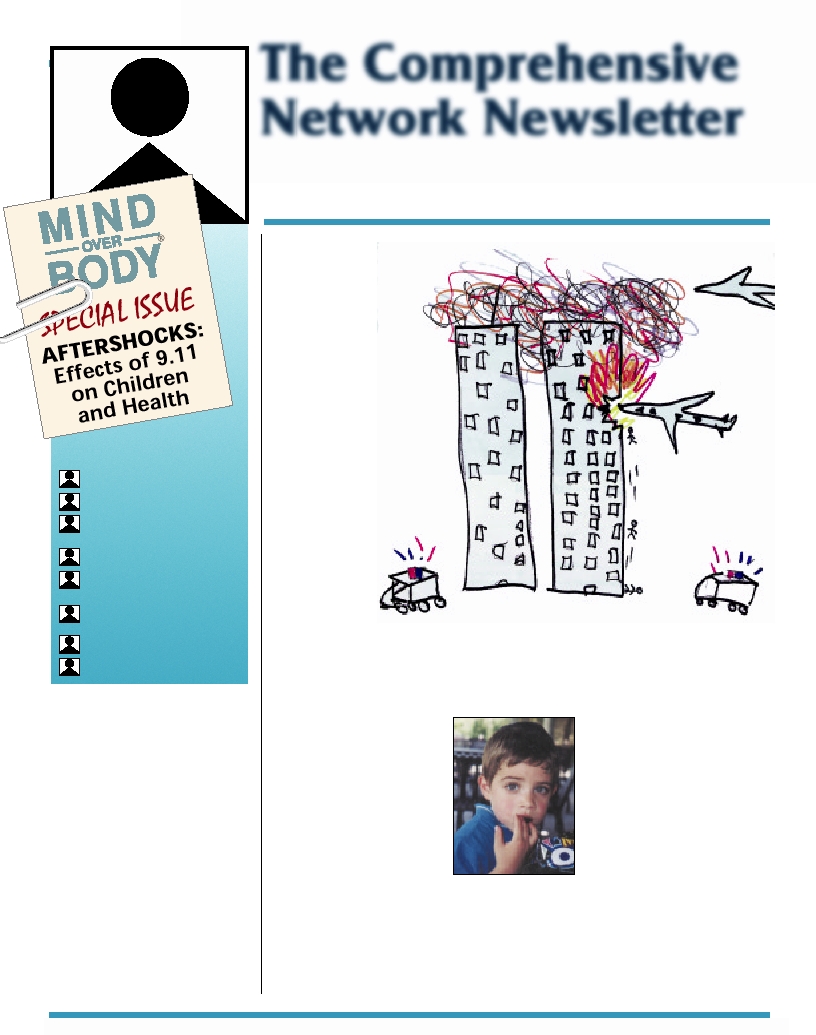 The Comprehensive
Network Newsletter
MIND
OVER
BODY®
SPECIAL ISSUE
AFTERSHOCKS:
Effects of 9.11
on Children
and Health